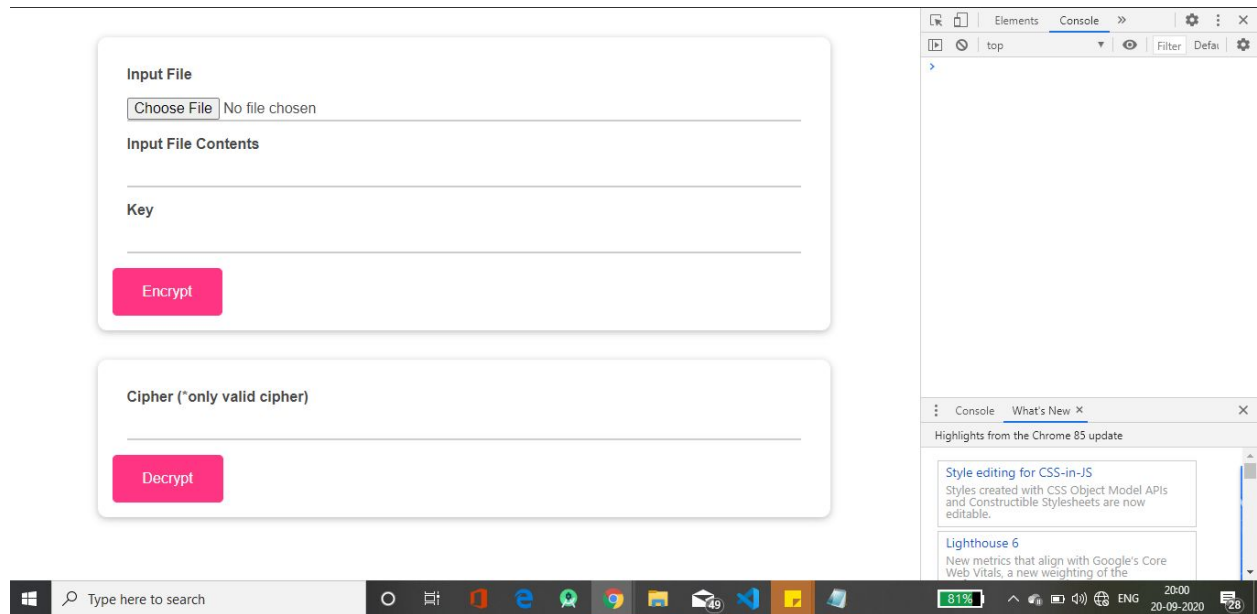 Input File
Choose File No file chosen
Input File Contents
Key
Encrypt
Cipher (*only valid cipher)
Decrypt
Elements Console »
top Filter Defau
Console What's New ×
Highlights from the Chrome 85 update
Style editing for CSS-in-JS
Styles created with CSS Object Model APIs
and Constructible Stylesheets are now
editable.
Lighthouse 6
New metrics that align with Google's Core
Web Vitals, a new weighting of the
Type here to search
49
81%
ENG
20:00
20-09-2020
28